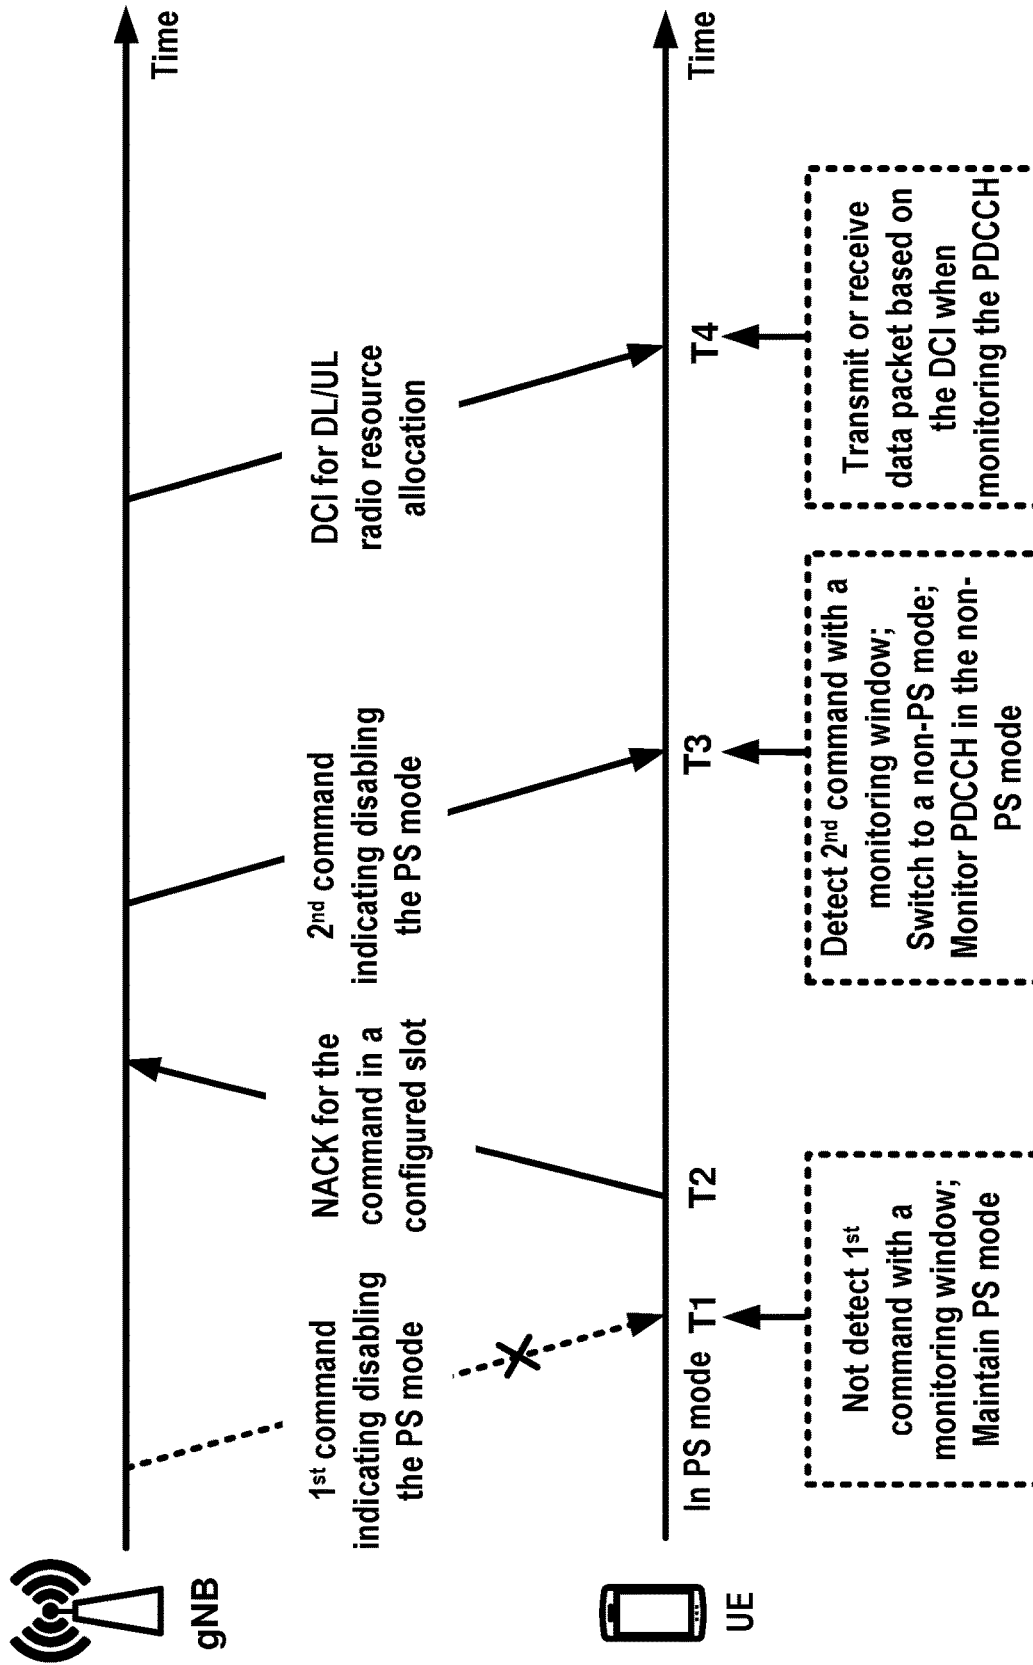 gNB
Time
1st command
indicating disabling
the PS mode
NACK for the
command in a
configured slot
2nd command
indicating disabling
the PS mode
DCI for DL/UL
radio resource
allocation
UE
In PS mode
T1
T2
T3
T4
Time
Not detect 1st
command with a
monitoring window;
Maintain PS mode
Detect 2nd command with a
monitoring window;
Switch to a non-PS mode;
Monitor PDCCH in the non-
PS mode
Transmit or receive
data packet based on
the DCI when
monitoring the PDCCH